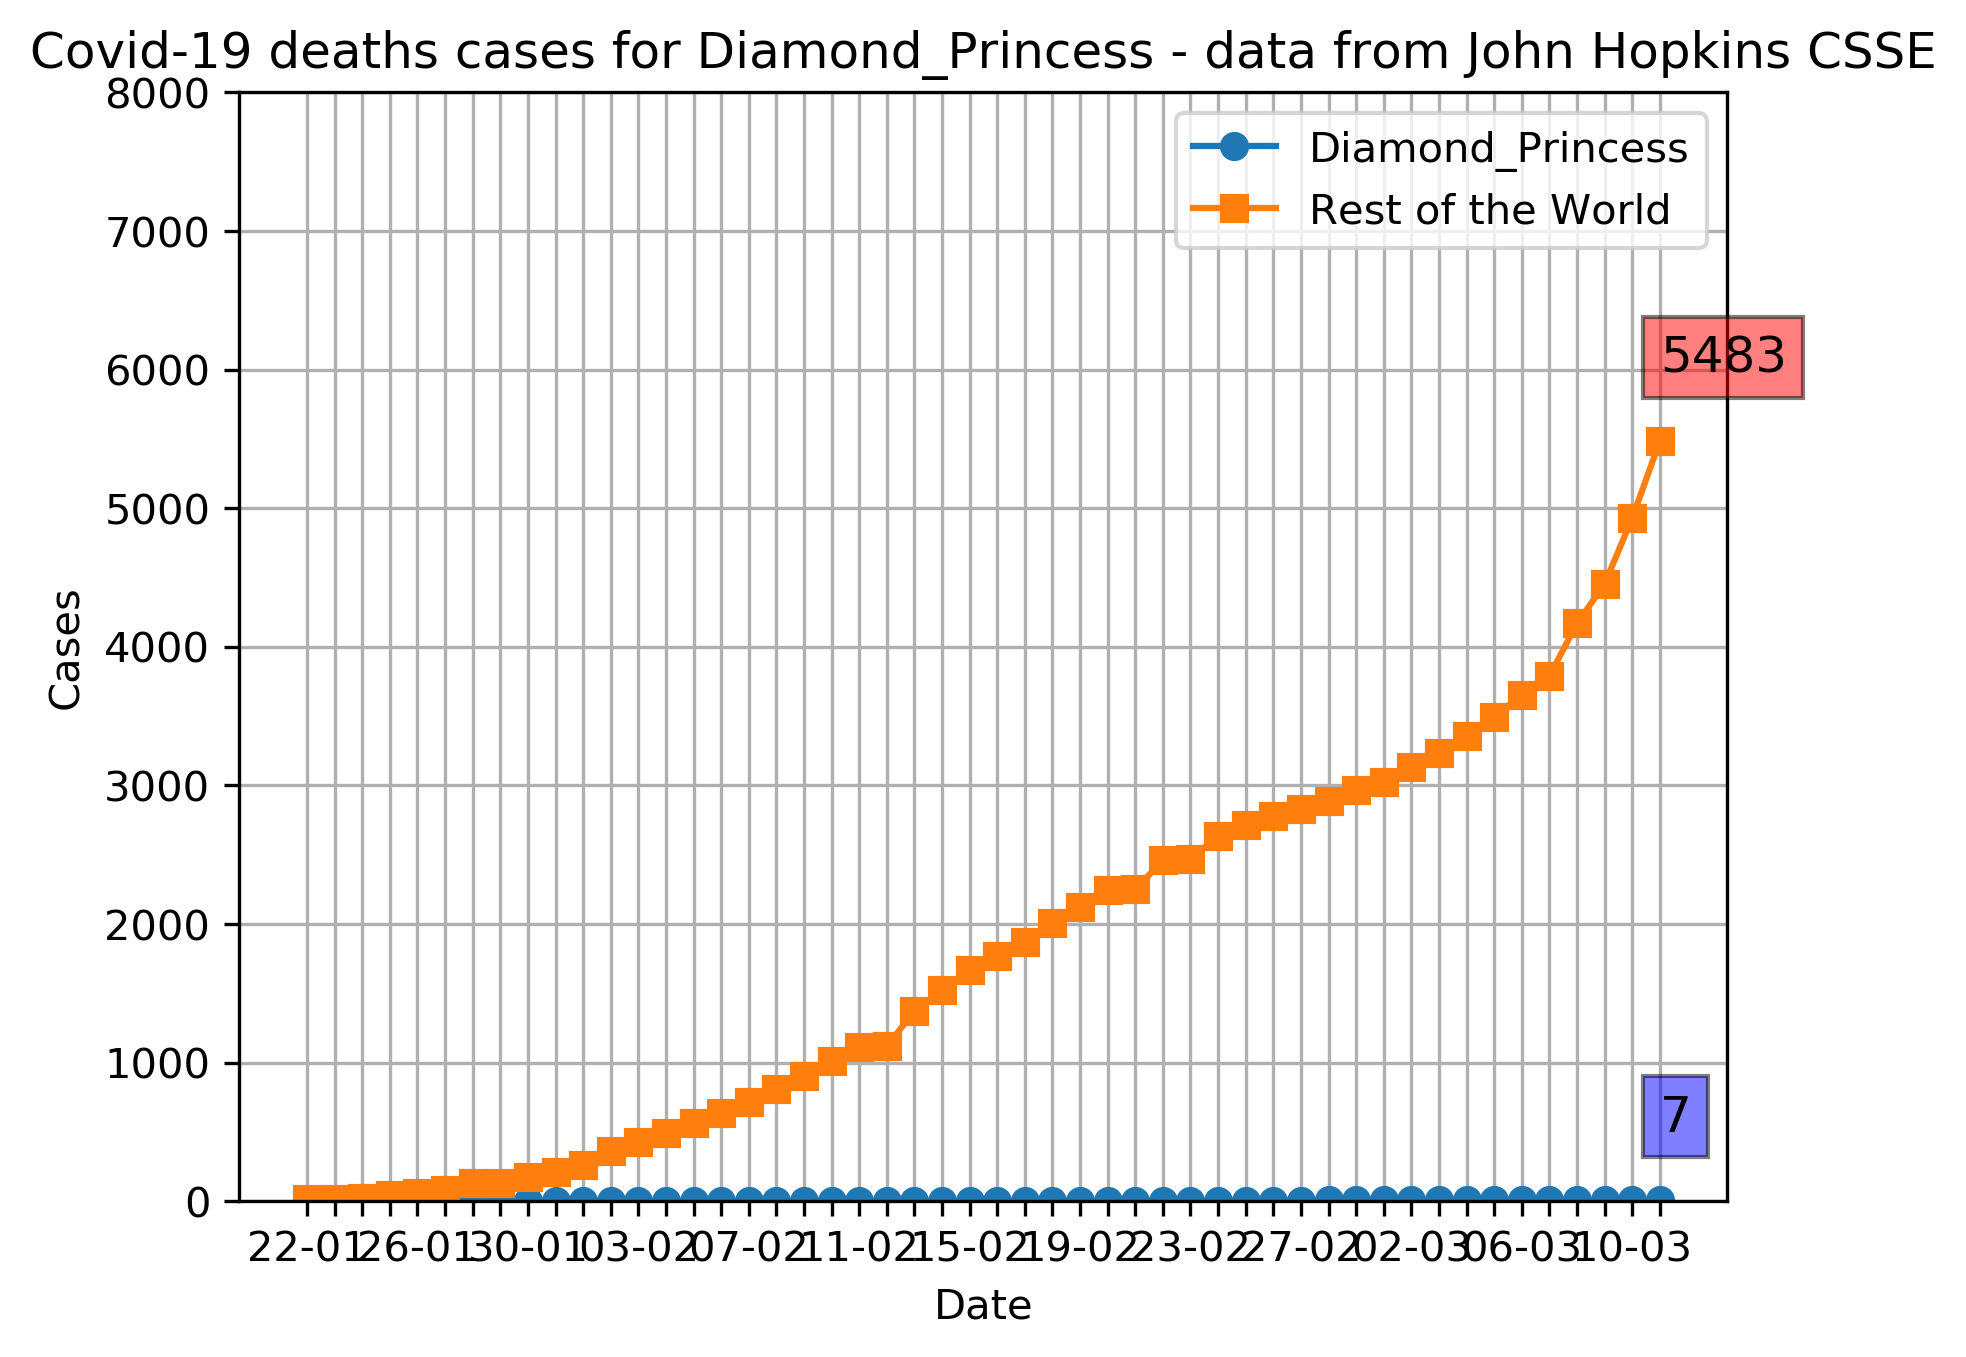 Covid-19 deaths cases for Diamond_Princess - data from John Hopkins CSSE
8000
7000
6000
5000
4000
3000
2000
1000
0
Cases
Diamond_Princess
Rest of the World
5483
7
22-01 26-01 30-01 03-02 07-02 11-02 15-02 19-02 23-02 27-02 02-03 06-03 10-03
Date